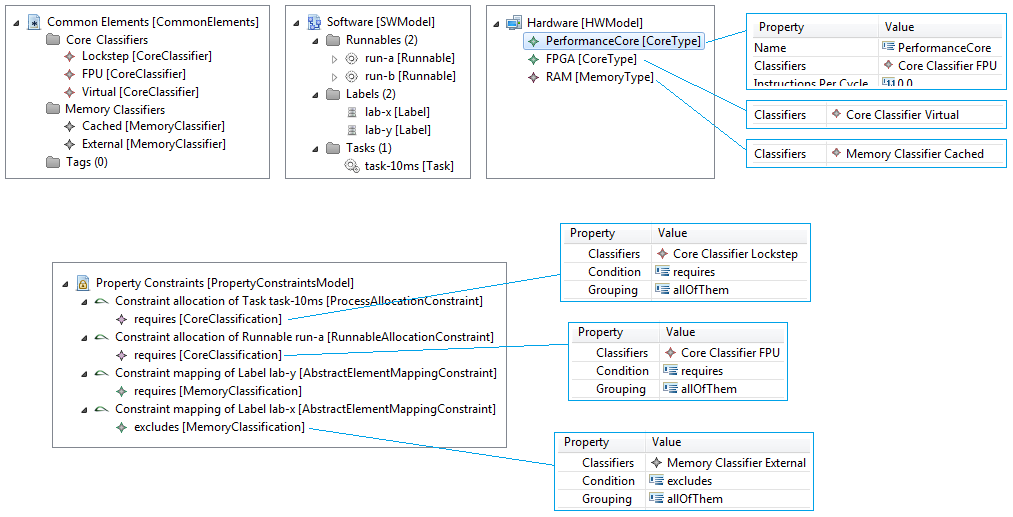 Common Elements [CommonElements]
Core Classifiers
Lockstep [CoreClassifier]
FPU [CoreClassifier]
Virtual [CoreClassifier]
Memory Classifiers
Cached [MemoryClassifier]
External [MemoryClassifier]
Tags (0)
Software [SWModel]
Runnables (2)
run-a [Runnable]
run-b [Runnable]
Labels (2)
lab-x [Label]
lab-y [Label]
Tasks (1)
task-10ms [Task]
Hardware [HWModel]
PerformanceCore [CoreType]
FPGA [CoreType]
RAM [MemoryType]
Property Value
Name PerformanceCore
Classifiers Core Classifier FPU
Instructions Per Cycle 0.0
Classifiers Core Classifier Virtual
Classifiers Memory Classifier Cached
Property Constraints [PropertyConstraintsModel]
Constraint allocation of Task task-10ms [ProcessAllocationConstraint]
requires [CoreClassification]
Constraint allocation of Runnable run-a [RunnableAllocationConstraint]
requires [CoreClassification]
Constraint mapping of Label lab-y [AbstractElementMappingConstraint]
requires [MemoryClassification]
Constraint mapping of Label lab-x [AbstractElementMappingConstraint]
excludes [MemoryClassification]
Property Value
Classifiers Core Classifier Lockstep
Condition requires
Grouping allOfThem
Property Value
Classifiers Core Classifier FPU
Condition requires
Grouping allOfThem
Property Value
Classifiers Memory Classifier External
Condition excludes
Grouping allOfThem